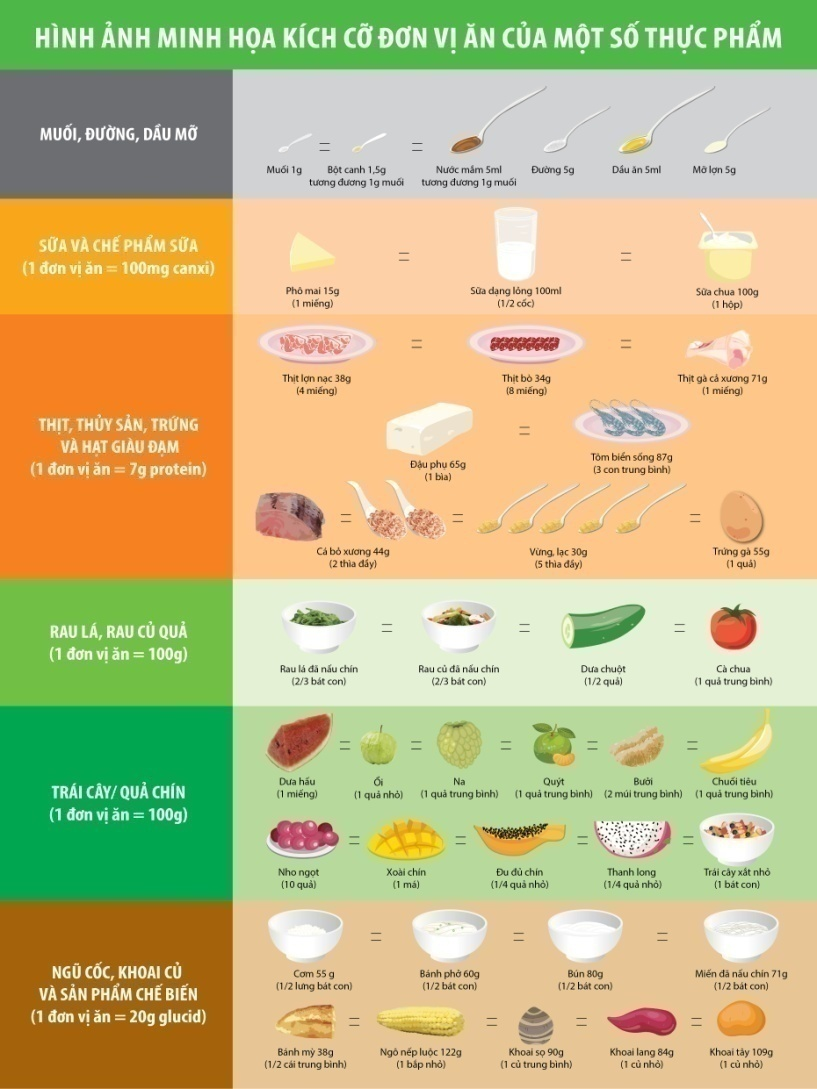 HÌNH ẢNH MINH HỌA KÍCH CỠ ĐƠN VỊ ĂN CỦA MỘT SỐ THỰC PHẨM
MUỐI, ĐƯỜNG, DẦU MỠ
Muối 1g
=
Bột canh 1,5g
tương đương 1g muối
=
Nước mắm 5ml
tương đương 1g muối
Đường 5g
Dầu ăn 5ml
Mỡ lợn 5g
SỮA VÀ CHẾ PHẨM SỮA
(1 đơn vị ăn = 100mg canxi)
Phô mai 15g
(1 miếng)
=
Sữa dạng lỏng 100ml
(1/2 cốc)
=
Sữa chua 100g
(1 hộp)
THỊT, THỦY SẢN, TRỨNG
VÀ HẠT GIÀU ĐẠM
(1 đơn vị ăn = 7g protein)
Thịt lợn nạc 38g
(4 miếng)
=
Thịt bò 34g
(8 miếng)
=
Thịt gà cả xương 71g
(1 miếng)
Đậu phụ 65g
(1 bìa)
=
Tôm biển sống 87g
(3 con trung bình)
=
Cá bỏ xương 44g
(2 thìa đầy)
=
Vừng, lạc 30g
(5 thìa đầy)
=
Trứng gà 55g
(1 quả)
RAU LÁ, RAU CỦ QUẢ
(1 đơn vị ăn = 100g)
Rau lá đã nấu chín
(2/3 bát con)
=
Rau củ đã nấu chín
(2/3 bát con)
=
Dưa chuột
(1/2 quả)
=
Cà chua
(1 quả trung bình)
TRÁI CÂY/ QUẢ CHÍN
(1 đơn vị ăn = 100g)
Dưa hấu
(1 miếng)
=
Ổi
(1 quả nhỏ)
=
Na
(1 quả trung bình)
=
Quýt
(1 quả trung bình)
=
Bưởi
(2 múi trung bình)
=
Chuối tiêu
(1 quả trung bình)
Nho ngọt
(10 quả)
=
Xoài chín
(1 má)
=
Đu đủ chín
(1/4 quả nhỏ)
=
Thanh long
(1/4 quả nhỏ)
=
Trái cây xắt nhỏ
(1 bát con)
NGŨ CỐC, KHOAI CỦ
VÀ SẢN PHẨM CHẾ BIẾN
(1 đơn vị ăn = 20g glucid)
Cơm 55 g
(1/2 lưng bát con)
=
Bánh phở 60g
(1/2 bát con)
=
Bún 80g
(1/2 bát con)
=
Miến đã nấu chín 71g
(1/2 bát con)
Bánh mỳ 38g
(1/2 cái trung bình)
=
Ngô nếp luộc 122g
(1 bắp nhỏ)
=
Khoai sọ 90g
(1 củ trung bình)
=
Khoai lang 84g
(1 củ nhỏ)
=
Khoai tây 109g
(1 củ nhỏ)